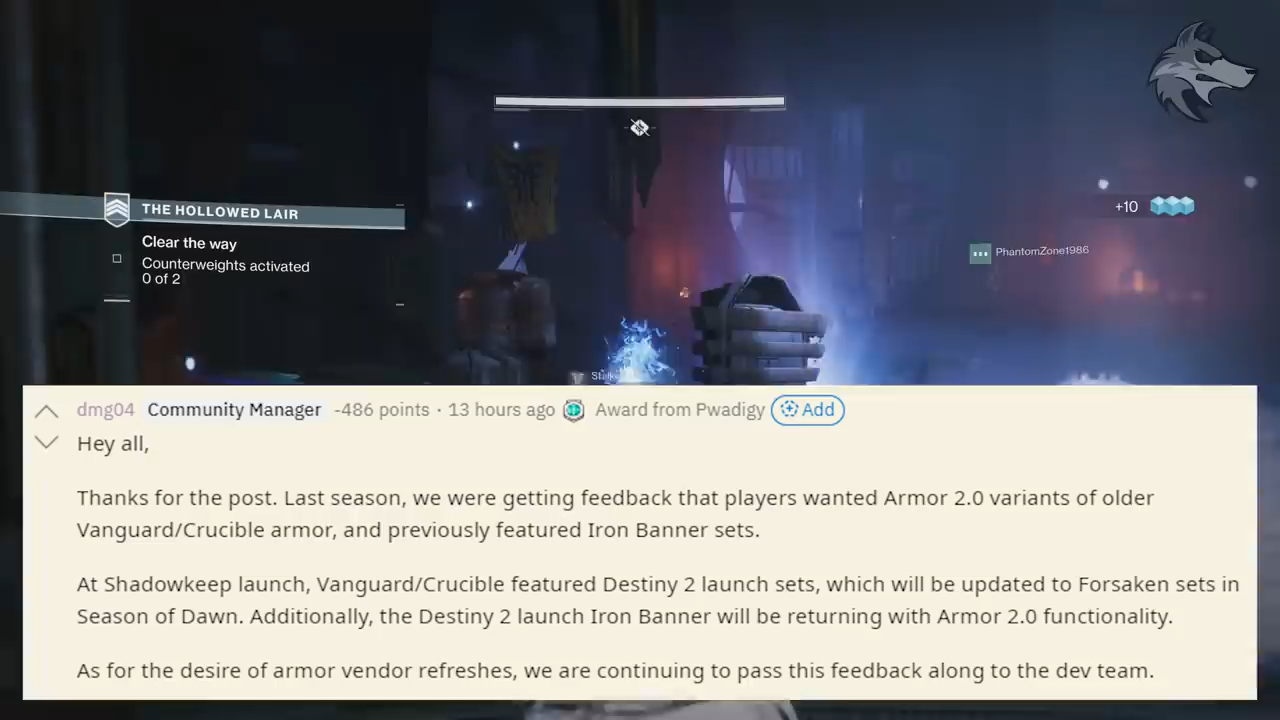 THE HOLLOWED LAIR
Clear the way
Counterweights activated
0 of 2
+10
PhantomZone1986
dmg04 Community Manager -486 points · 13 hours ago Award from Pwadigy Add
Hey all,
Thanks for the post. Last season, we were getting feedback that players wanted Armor 2.0 variants of older
Vanguard/Crucible armor, and previously featured Iron Banner sets.
At Shadowkeep launch, Vanguard/Crucible featured Destiny 2 launch sets, which will be updated to Forsaken sets in
Season of Dawn. Additionally, the Destiny 2 launch Iron Banner will be returning with Armor 2.0 functionality.
As for the desire of armor vendor refreshes, we are continuing to pass this feedback along to the dev team.